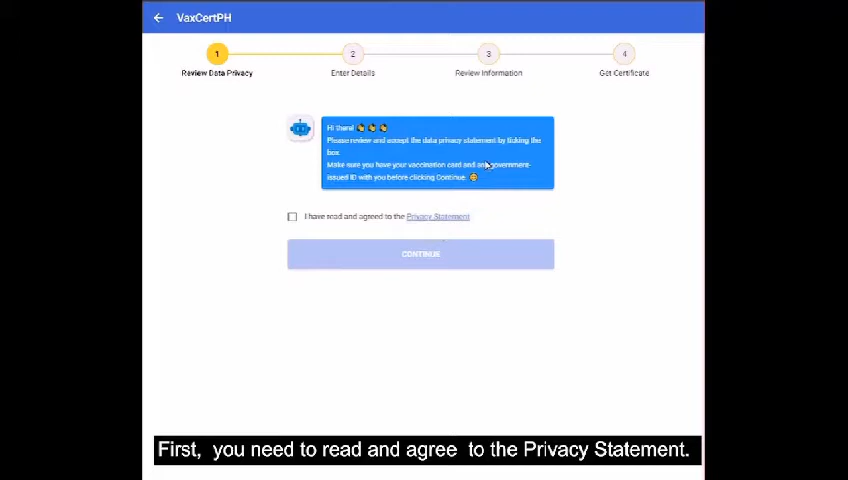 VaxCertPH
1
2
3
4
Review Data Privacy
Enter Details
Review Information
Get Certificate
Hi there!
Please review and accept the data privacy statement by ticking the
box.
Make sure you have your vaccination card and any government-
issued ID with you before clicking Continue.
I have read and agreed to the Privacy Statement
CONTINUE
First, you need to read and agree to the Privacy Statement.